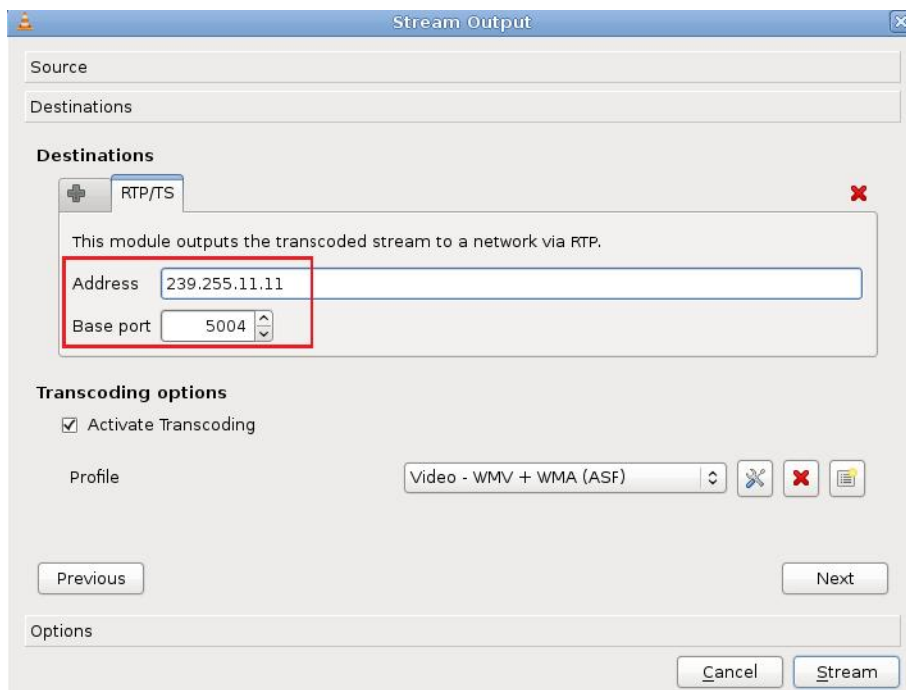 Stream Output
Source
Destinations
Destinations
RTP/TS
This module outputs the transcoded stream to a network via RTP.
Address 239.255.11.11
Base port 5004
Transcoding options
Activate Transcoding
Profile Video - WMV + WMA (ASF)
Previous Next
Options
Cancel Stream